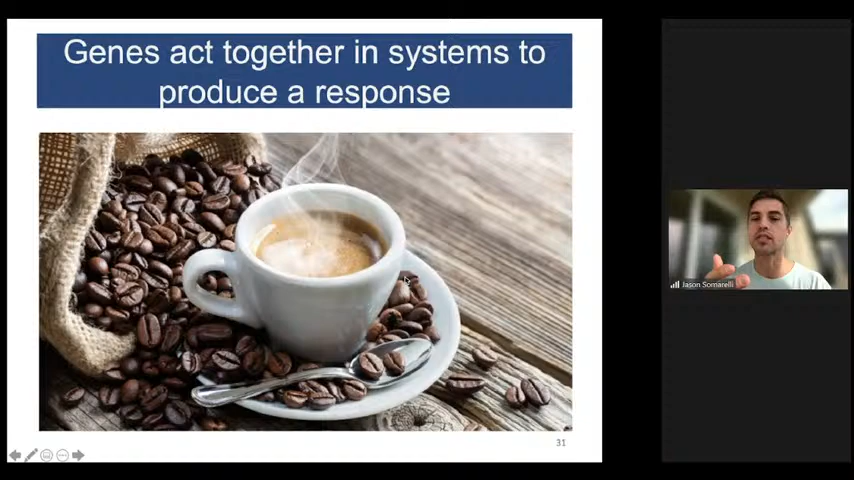 Genes act together in systems to
produce a response
Jason Somarelli
31